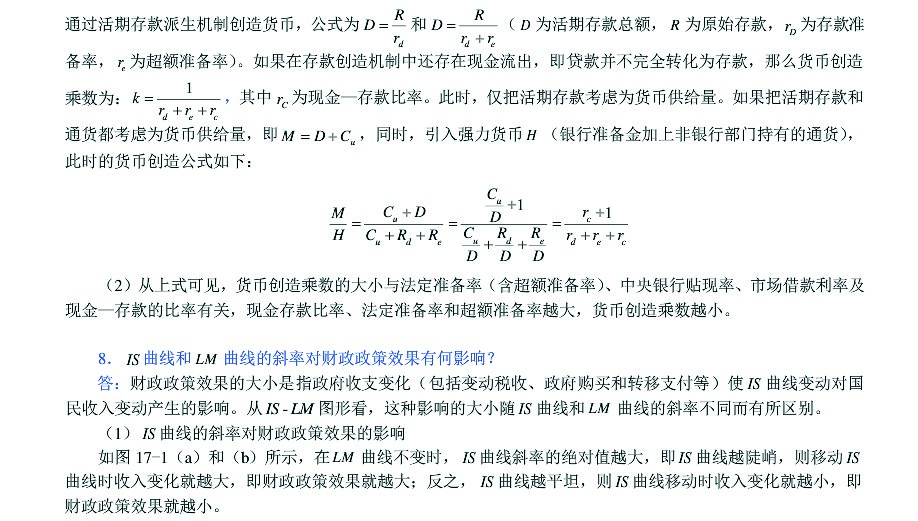 通过活期存款派生机制创造货币，公式为 D = R/r_d 和 D = R/(r_d + r_e)（ D 为活期存款总额， R 为原始存款， r_D 为存款准
备率， r_e 为超额准备率）。如果在存款创造机制中还存在现金流出，即贷款并不完全转化为存款，那么货币创造
乘数为：k = 1/(r_d + r_e + r_c) ，其中 r_C 为现金—存款比率。此时，仅把活期存款考虑为货币供给量。如果把活期存款和
通货都考虑为货币供给量，即 M = D + C_u ，同时，引入强力货币 H （银行准备金加上非银行部门持有的通货），
此时的货币创造公式如下：
M/H = (C_u + D)/(C_u + R_d + R_e) = (C_u/D + 1)/(C_u/D + R_d/D + R_e/D) = (r_c + 1)/(r_d + r_e + r_c)
（2）从上式可见，货币创造乘数的大小与法定准备率（含超额准备率）、中央银行贴现率、市场借款利率及
现金—存款的比率有关，现金存款比率、法定准备率和超额准备率越大，货币创造乘数越小。
8． IS 曲线和 LM 曲线的斜率对财政政策效果有何影响？
答：财政政策效果的大小是指政府收支变化（包括变动税收、政府购买和转移支付等）使 IS 曲线变动对国
民收入变动产生的影响。从 IS - LM 图形看，这种影响的大小随 IS 曲线和 LM 曲线的斜率不同而有所区别。
（1） IS 曲线的斜率对财政政策效果的影响
如图 17-1（a）和（b）所示，在 LM 曲线不变时， IS 曲线斜率的绝对值越大，即 IS 曲线越陡峭，则移动 IS
曲线时收入变化就越大，即财政政策效果就越大；反之， IS 曲线越平坦，则 IS 曲线移动时收入变化就越小，即
财政政策效果就越小。